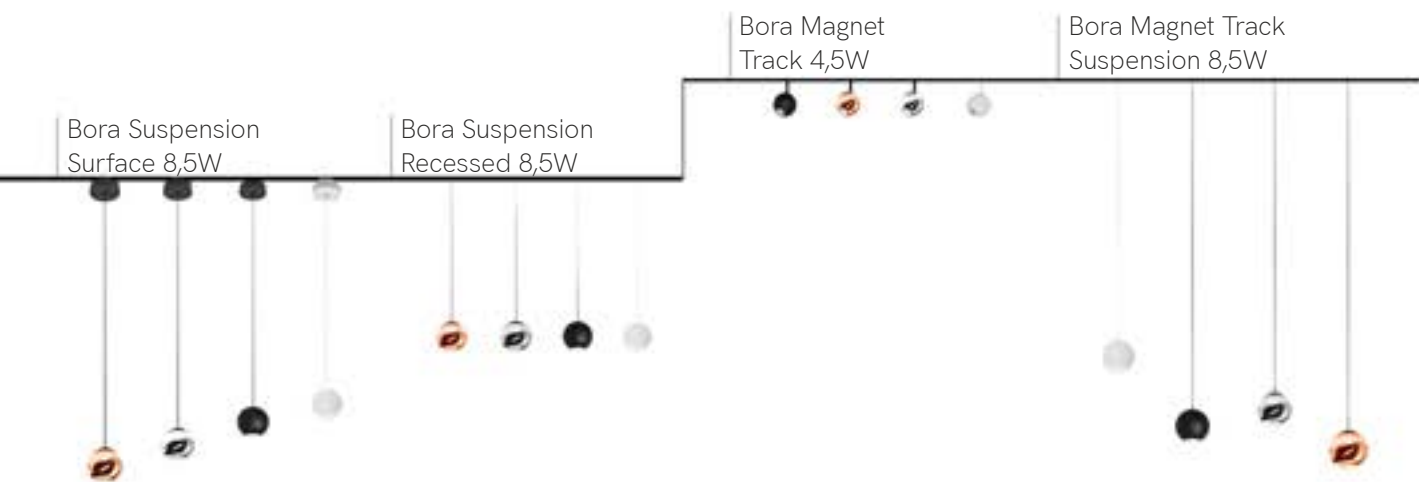 Bora Suspension
Surface 8,5W
Bora Suspension
Recessed 8,5W
Bora Magnet
Track 4,5W
Bora Magnet Track
Suspension 8,5W